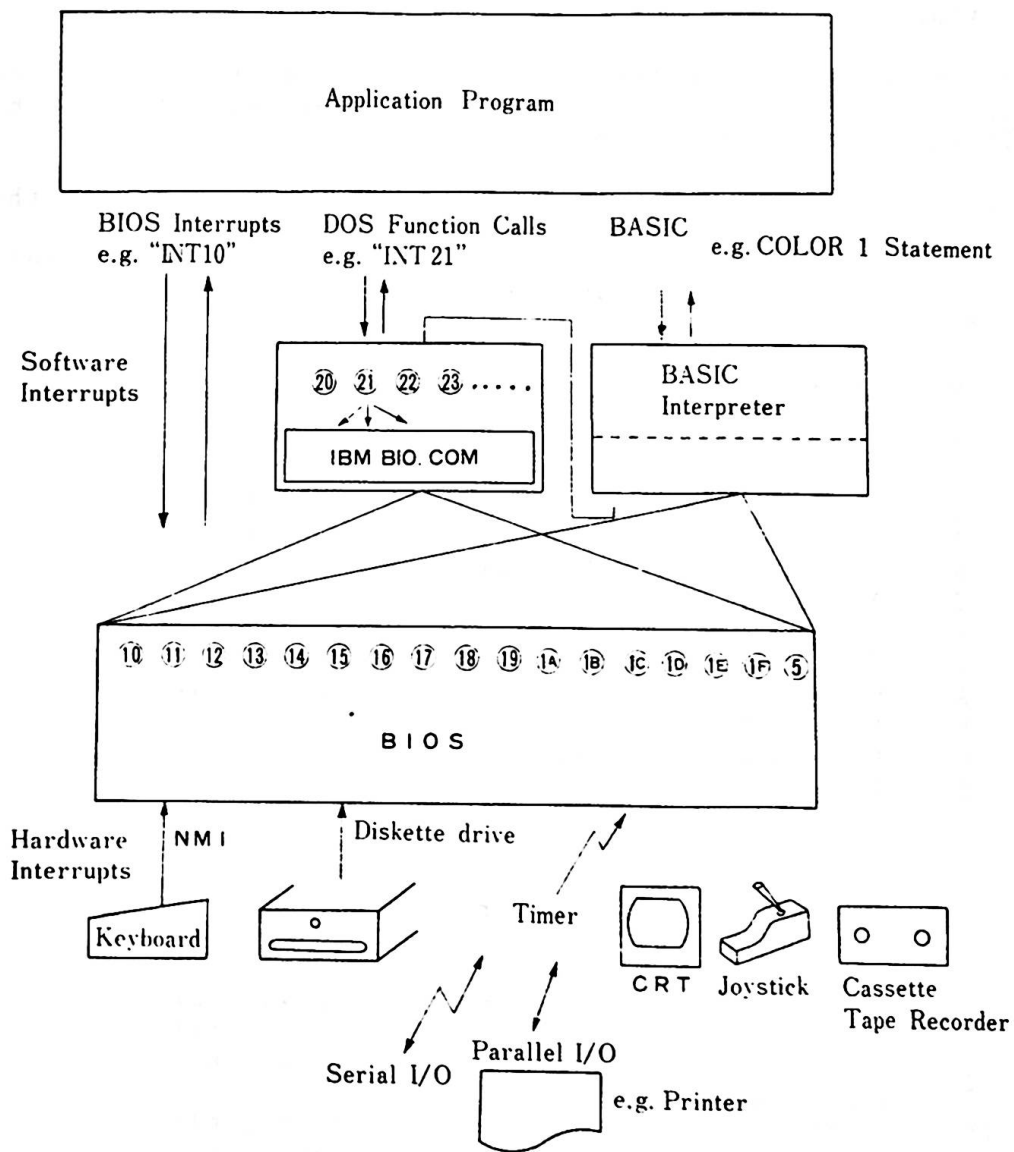 Application Program
BIOS Interrupts
e.g. “INT10”
DOS Function Calls
e.g. “INT 21”
BASIC
e.g. COLOR 1 Statement
Software
Interrupts
20 21 22 23 .....
IBM BIO. COM
BASIC
Interpreter
10 11 12 13 14 15 16 17 18 19 1A 1B 1C 1D 1E 1F 5
BIOS
Hardware
Interrupts
NMI
Diskette drive
Keyboard
Timer
CRT
Joystick
Cassette
Tape Recorder
Serial I/O
Parallel I/O
e.g. Printer